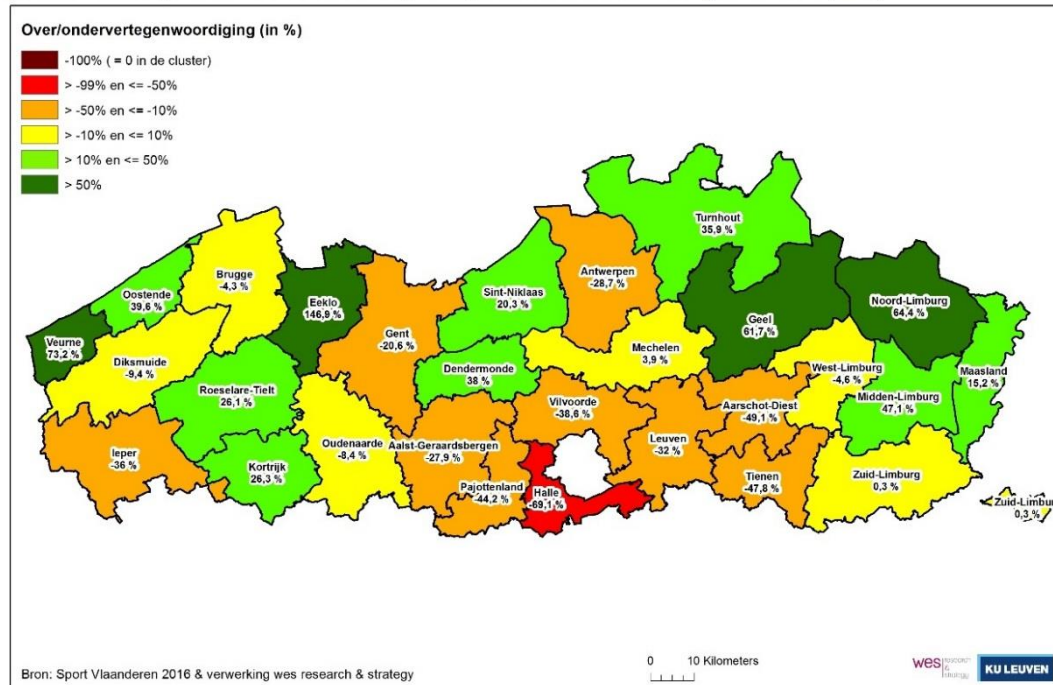 Over/ondervertegenwoordiging (in %)
-100% ( = 0 in de cluster)
> -99% en <= -50%
> -50% en <= -10%
> -10% en <= 10%
> 10% en <= 50%
> 50%
Turnhout
35,9 %
Antwerpen
-28,7 %
Brugge
-4,3 %
Oostende
39,6 %
Eeklo
146,9 %
Sint-Niklaas
20,3 %
Noord-Limburg
64,4 %
Geel
61,7 %
Gent
-20,6 %
Veurne
73,2 %
Mechelen
3,9 %
Diksmuide
-9,4 %
Dendermonde
38 %
West-Limburg
-4,6 %
Maasland
15,2 %
Roeselare-Tielt
26,1 %
Vilvoorde
-38,6 %
Aarschot-Diest
-49,1 %
Midden-Limburg
47,1 %
Oudenaarde
-8,4 %
Aalst-Geraardsbergen
-27,9 %
Leuven
-32 %
Ieper
-36 %
Kortrijk
26,3 %
Pajottenland
-44,2 %
Halle
-69,1 %
Tienen
-47,8 %
Zuid-Limburg
0,3 %
Zuid-Limbur
0,3 %
0 10 Kilometers
Bron: Sport Vlaanderen 2016 & verwerking wes research & strategy
wes research & strategy
KU LEUVEN